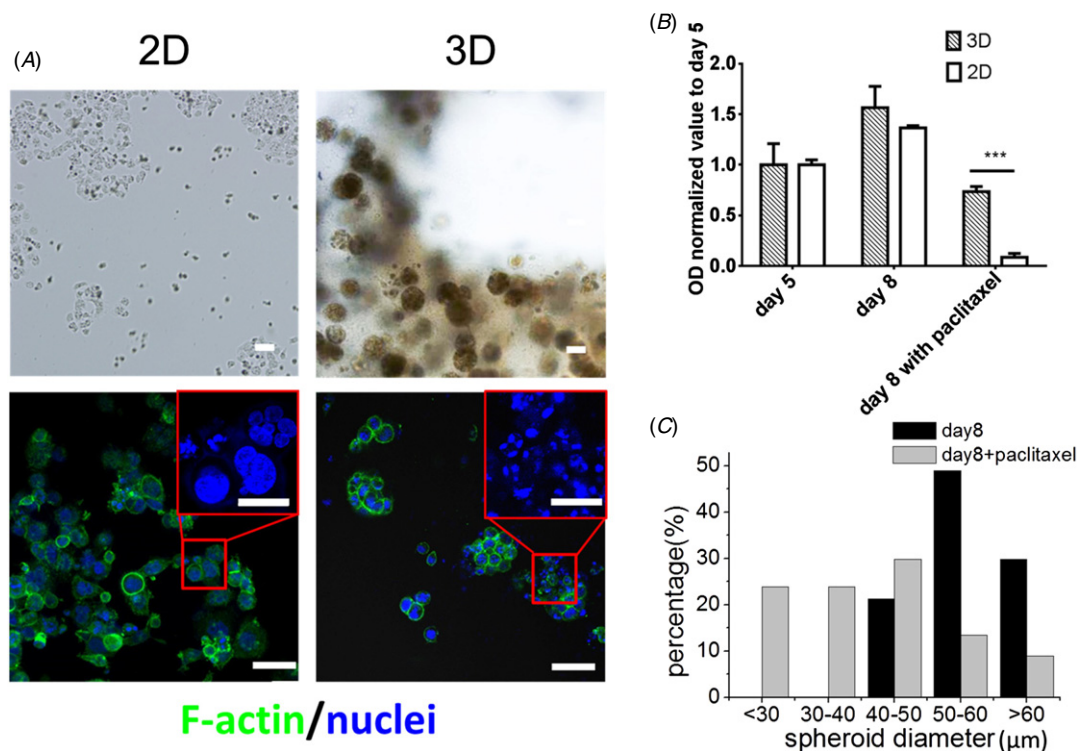 (A)
2D
3D
F-actin/nuclei
(B)
3D
2D
OD normalized value to day 5
2.0
1.5
1.0
0.5
0.0
***
day 5
day 8
day 8 with paclitaxel
(C)
day8
day8+paclitaxel
percentage(%)
50
40
30
20
10
0
<30
30-40
40-50
50-60
>60
spheroid diameter(μm)